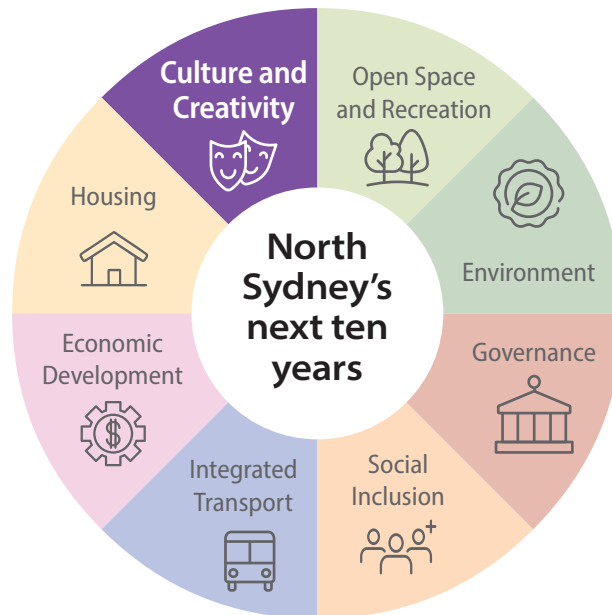 Culture and
Creativity
Open Space
and Recreation
Environment
Governance
Social
Inclusion
Integrated
Transport
Economic
Development
$
Housing
North
Sydney's
next ten
years